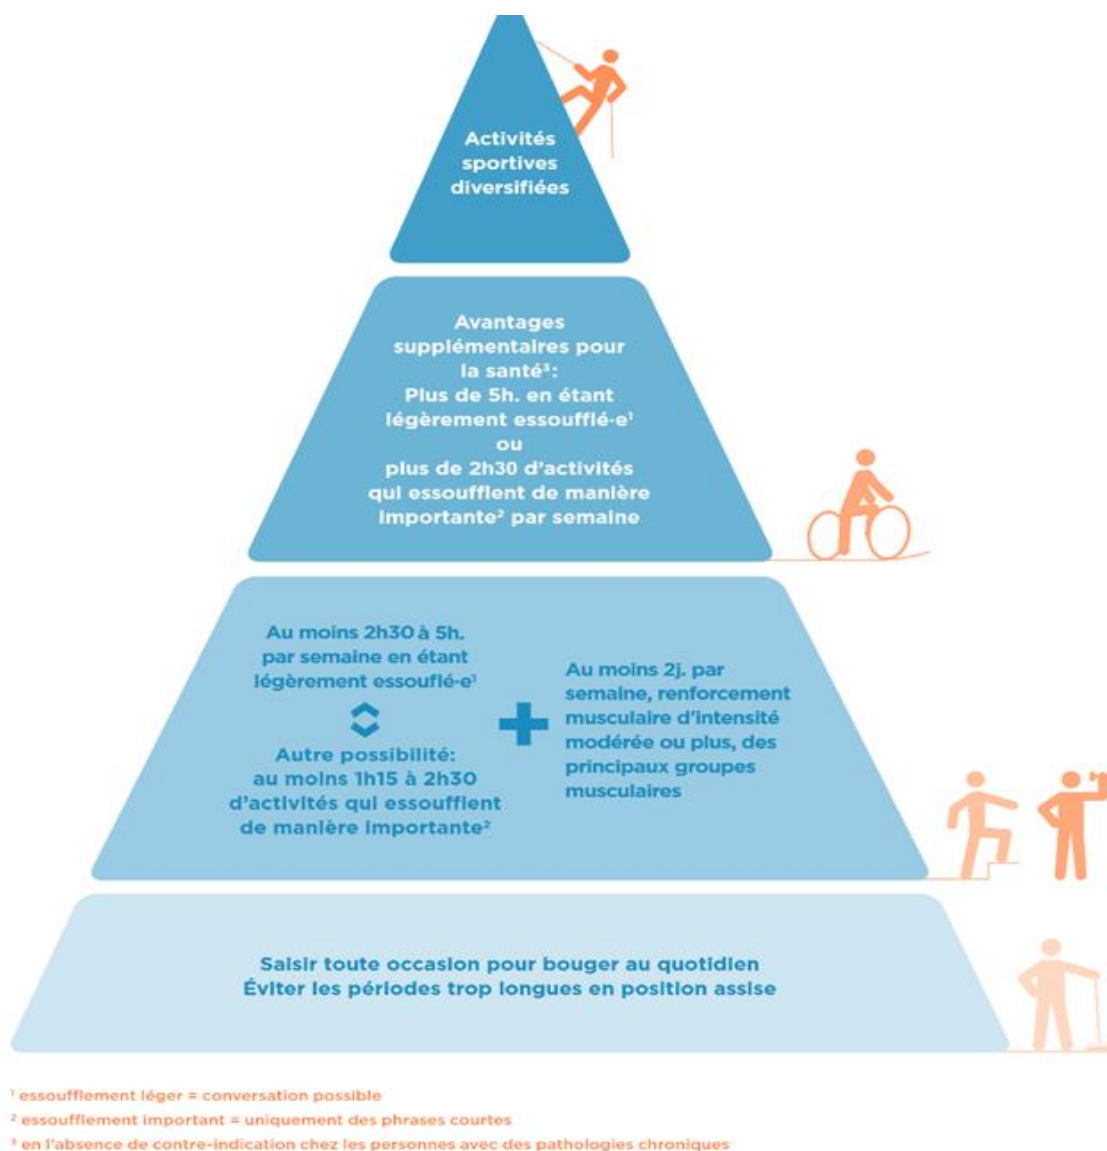 Activités
sportives
diversifiées
Avantages
supplémentaires pour
la santé³:
Plus de 5h. en étant
légèrement essoufflé·e¹
ou
plus de 2h30 d'activités
qui essoufflent de manière
importante² par semaine
Au moins 2h30 à 5h.
par semaine en étant
légèrement essouflé·e¹
Autre possibilité:
au moins 1h15 à 2h30
d'activités qui essoufflent
de manière importante²
Au moins 2j. par
semaine, renforcement
musculaire d'intensité
modérée ou plus, des
principaux groupes
musculaires
Saisir toute occasion pour bouger au quotidien
Éviter les périodes trop longues en position assise
¹ essoufflement léger = conversation possible
² essoufflement important = uniquement des phrases courtes
³ en l'absence de contre-indication chez les personnes avec des pathologies chroniques